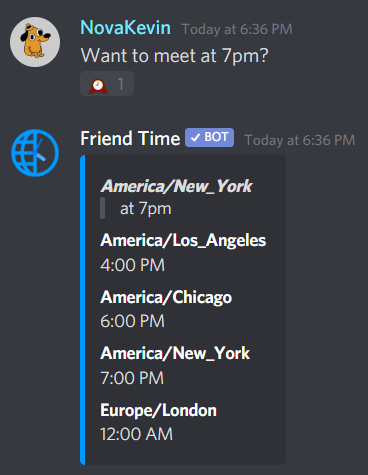 NovaKevin Today at 6:36 PM
Want to meet at 7pm?
1
Friend Time BOT Today at 6:36 PM
America/New_York
at 7pm
America/Los_Angeles
4:00 PM
America/Chicago
6:00 PM
America/New_York
7:00 PM
Europe/London
12:00 AM